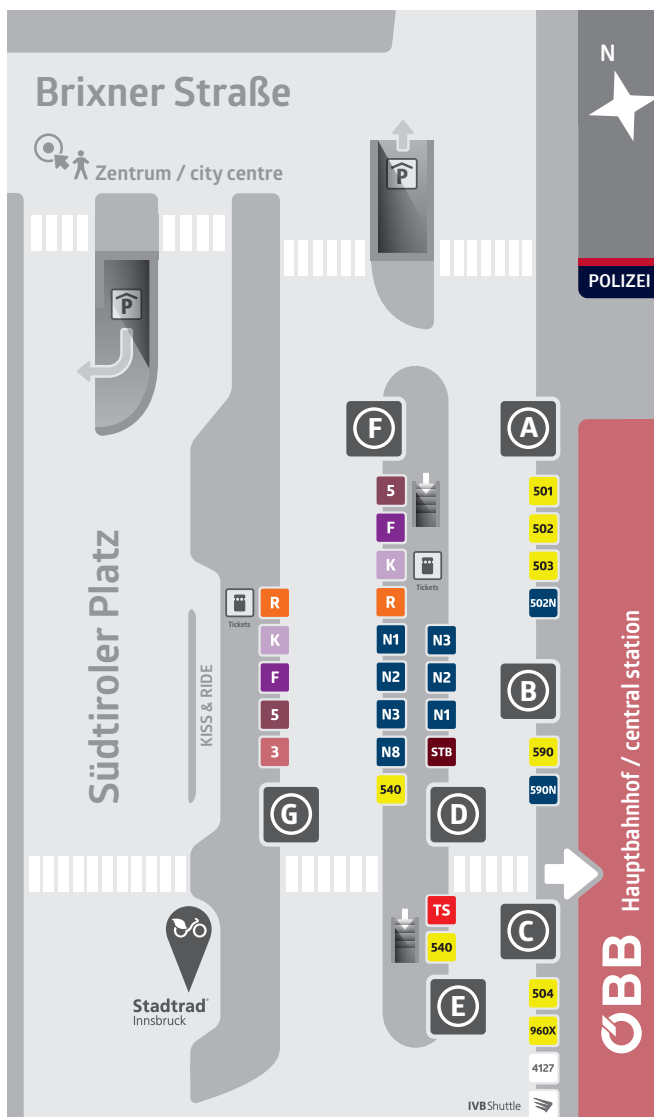 Brixner Straße
Zentrum / city centre
P
P
N
POLIZEI
F
5
F
K
R
N1
N2
N3
N8
540
Tickets
N3
N2
N1
STB
D
TS
540
E
A
501
502
503
502N
B
590
590N
C
504
960X
4127
IVB Shuttle
Tickets
R
K
F
5
3
G
KISS & RIDE
Südtiroler Platz
Stadtrad
Innsbruck
ÖBB Hauptbahnhof / central station